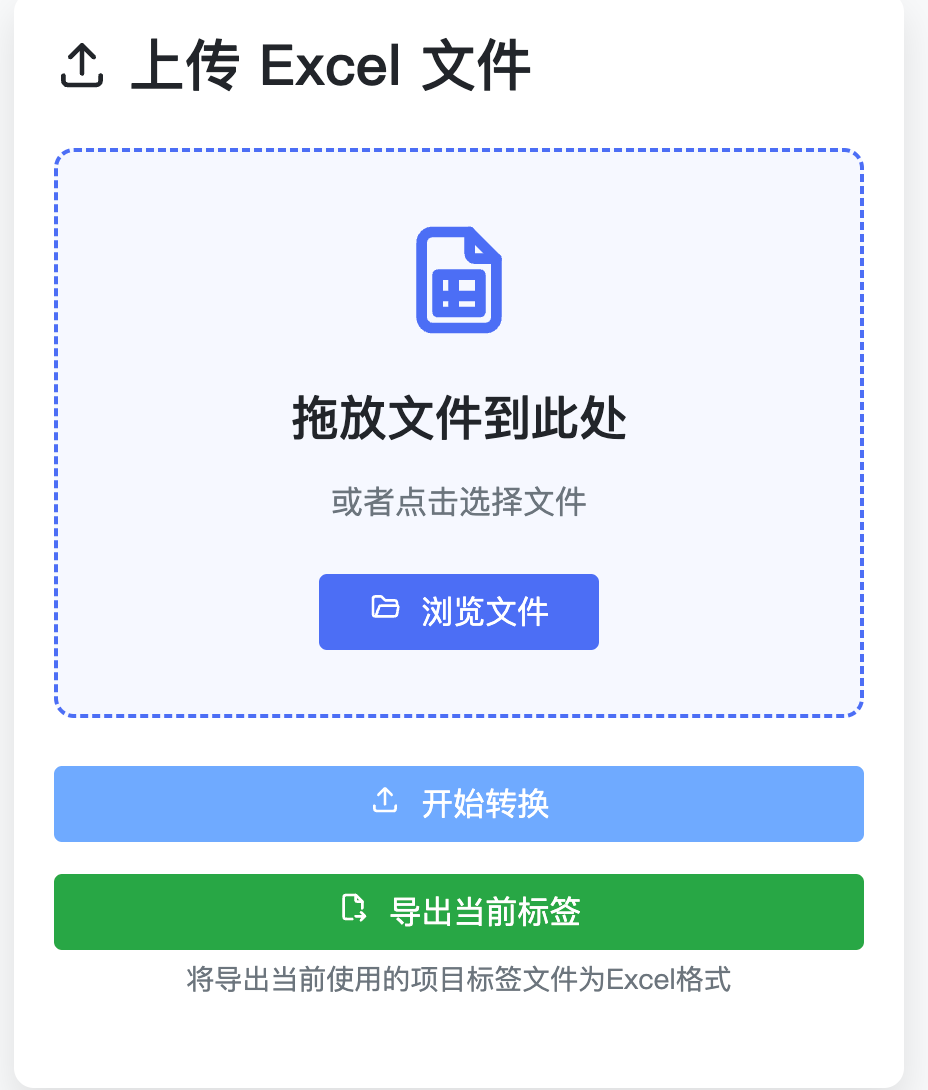 上传 Excel 文件
拖放文件到此处
或者点击选择文件
浏览文件
开始转换
导出当前标签
将导出当前使用的项目标签文件为Excel格式